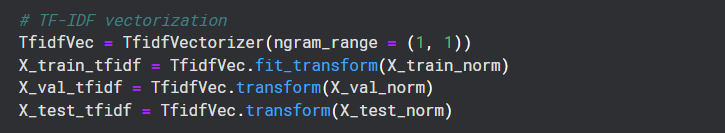 # TF-IDF vectorization
TfidfVec = TfidfVectorizer(ngram_range = (1, 1))
X_train_tfidf = TfidfVec.fit_transform(X_train_norm)
X_val_tfidf = TfidfVec.transform(X_val_norm)
X_test_tfidf = TfidfVec.transform(X_test_norm)